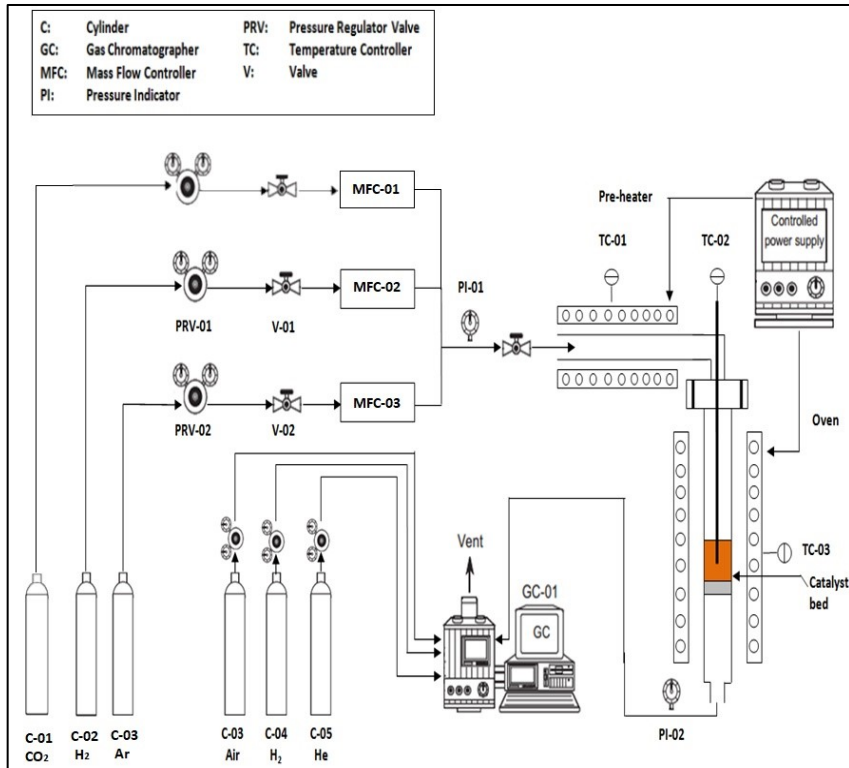 C: Cylinder PRV: Pressure Regulator Valve
GC: Gas Chromatographer TC: Temperature Controller
MFC: Mass Flow Controller V: Valve
PI: Pressure Indicator
MFC-01
Pre-heater
Controlled
power supply
TC-01
TC-02
MFC-02
PI-01
PRV-01
V-01
MFC-03
PRV-02
V-02
Oven
Vent
GC-01
GC
TC-03
Catalyst
bed
PI-02
C-01
CO₂
C-02
H₂
C-03
Ar
C-03
Air
C-04
H₂
C-05
He